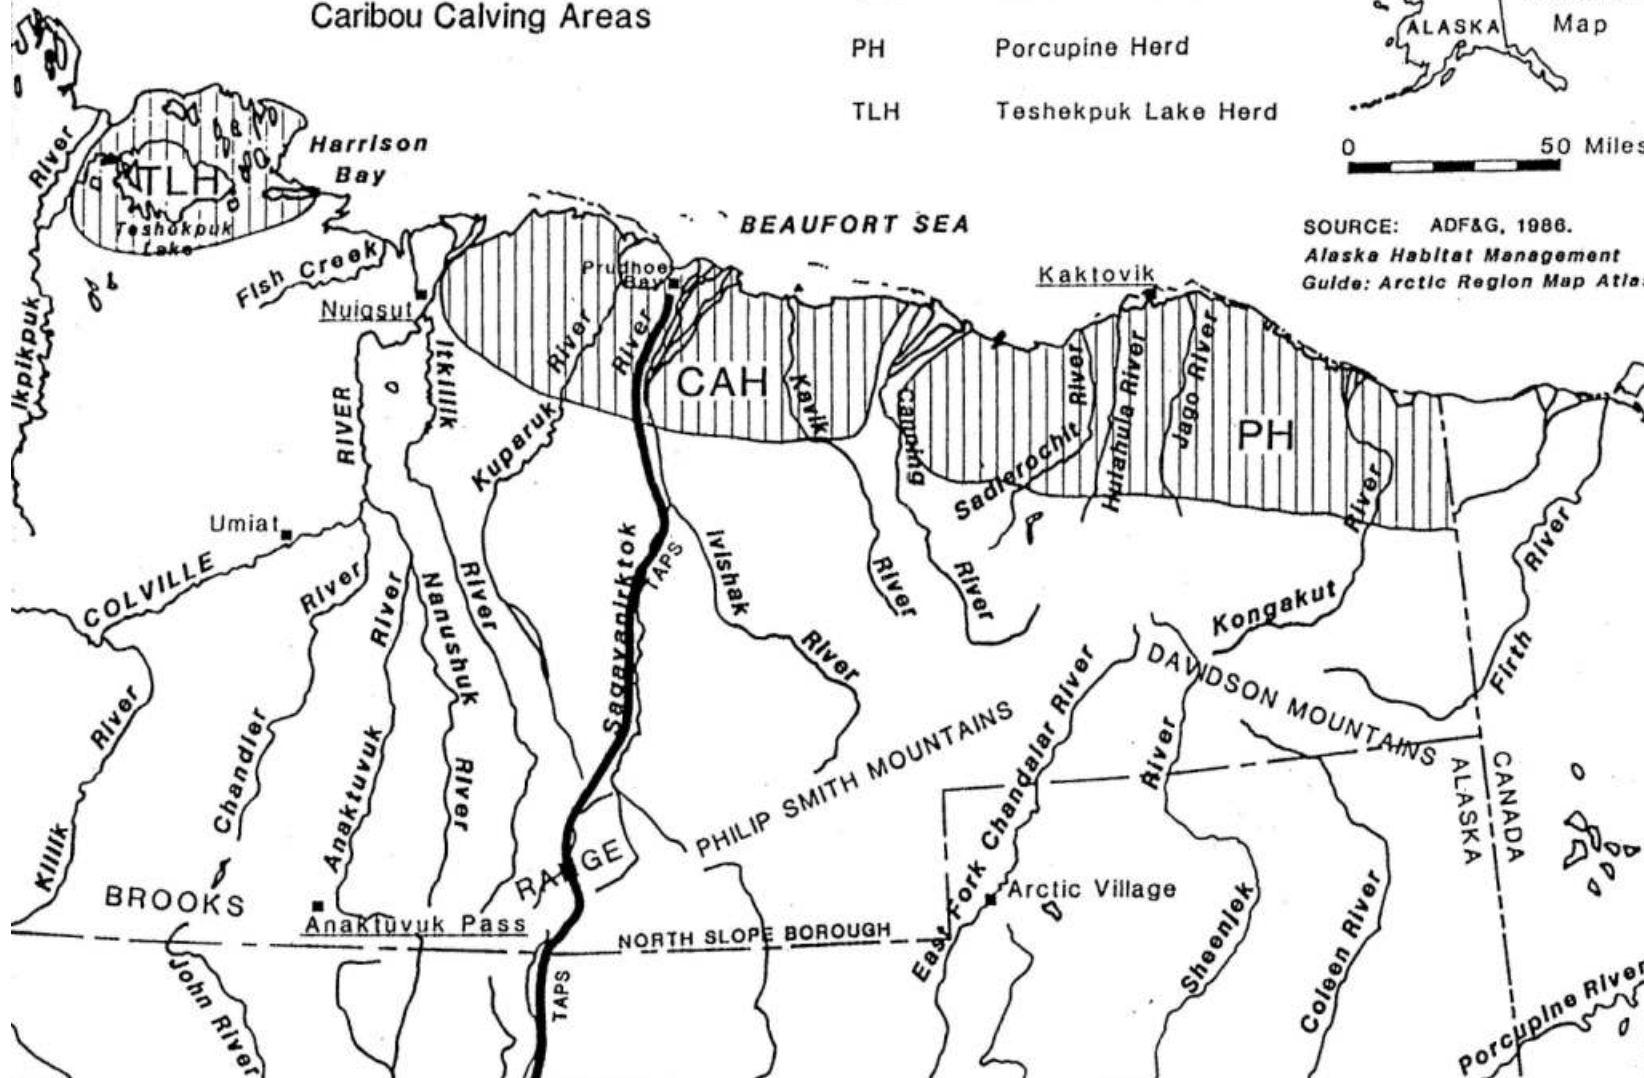 Caribou Calving Areas
PH Porcupine Herd
TLH Teshekpuk Lake Herd
ALASKA
Map
0 50 Miles
SOURCE: ADF&G, 1986.
Alaska Habitat Management
Guide: Arctic Region Map Atlas
River
Harrison
Bay
TLH
Teshekpuk
Lake
BEAUFORT SEA
Fish Creek
Prudhoe
Bay
Kaktovik
Nuiqsut
Ikpikpuk
Itkillik
RIVER
River
River
CAH
Kavik
Canning
River
Hulahula River
Jago River
PH
Kuparuk
Sadlerochit
River
Umiat
COLVILLE
River
River
Nanushuk
River
Sagavanirktok
TAPS
Ivishak
River
River
River
Kongakut
River
Firth
DAVIDSON MOUNTAINS
River
Killik
Chandler
Anaktuvuk
River
PHILIP SMITH MOUNTAINS
East Fork Chandalar River
River
ALASKA
CANADA
BROOKS
RANGE
Arctic Village
Anaktuvuk Pass
NORTH SLOPE BOROUGH
Sheenjek
Coleen River
John River
TAPS
Porcupine River